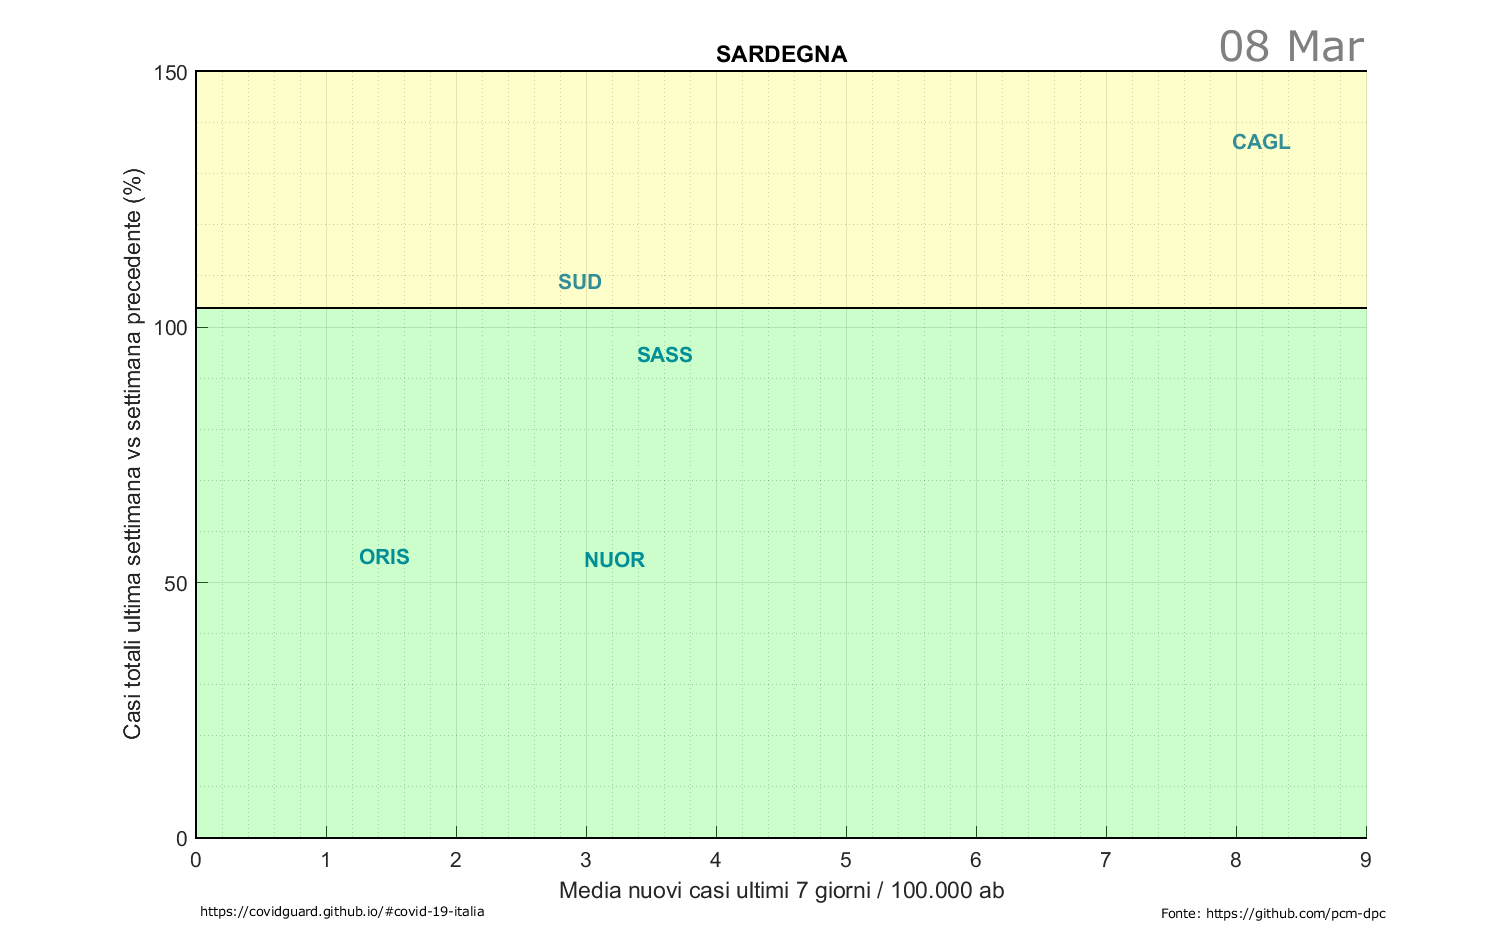 SARDEGNA
08 Mar
150
CAGL
SUD
100
SASS
ORIS
NUOR
50
0
Casi totali ultima settimana vs settimana precedente (%)
0 1 2 3 4 5 6 7 8 9
Media nuovi casi ultimi 7 giorni / 100.000 ab
https://covidguard.github.io/#covid-19-italia
Fonte: https://github.com/pcm-dpc